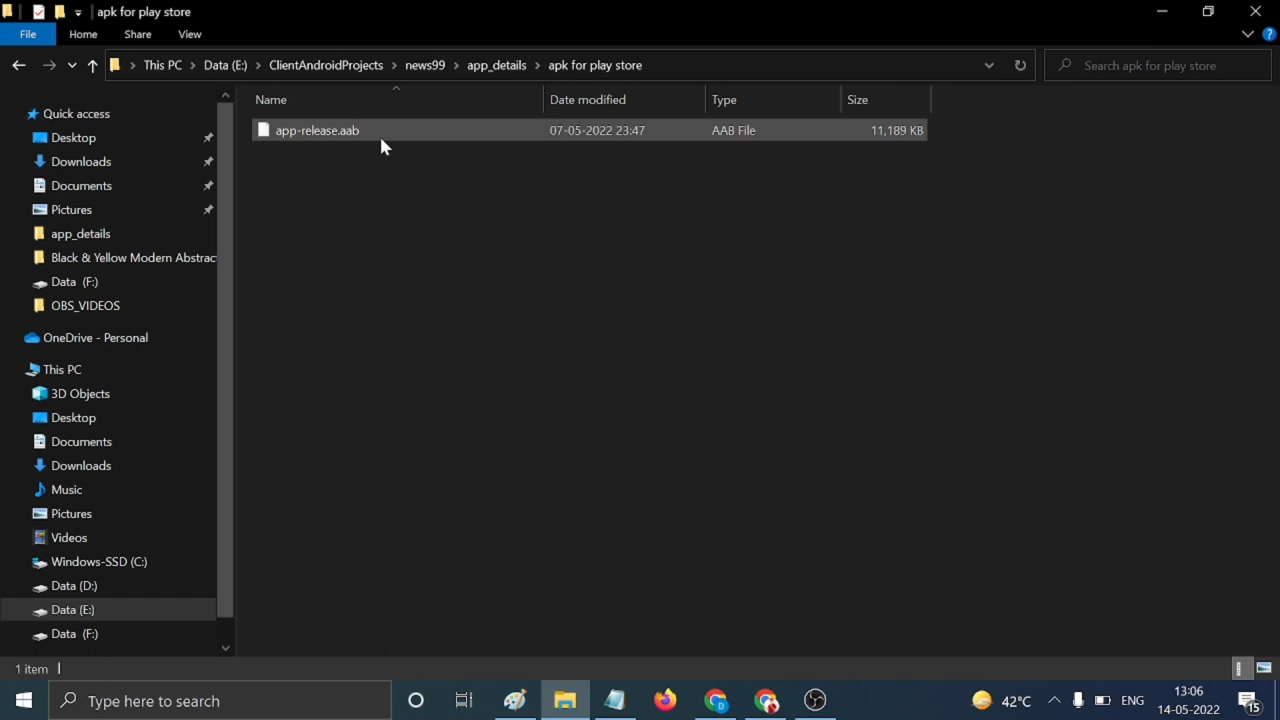 apk for play store
File Home Share View
This PC Data (E:) ClientAndroidProjects news99 app_details apk for play store
Search apk for play store
Name Date modified Type Size
app-release.aab 07-05-2022 23:47 AAB File 11,189 KB
Quick access
Desktop
Downloads
Documents
Pictures
app_details
Black & Yellow Modern Abstrac
Data (F:)
OBS_VIDEOS
OneDrive - Personal
This PC
3D Objects
Desktop
Documents
Downloads
Music
Pictures
Videos
Windows-SSD (C:)
Data (D:)
Data (E:)
Data (F:)
1 item
Type here to search
42°C ENG
13:06
14-05-2022
15